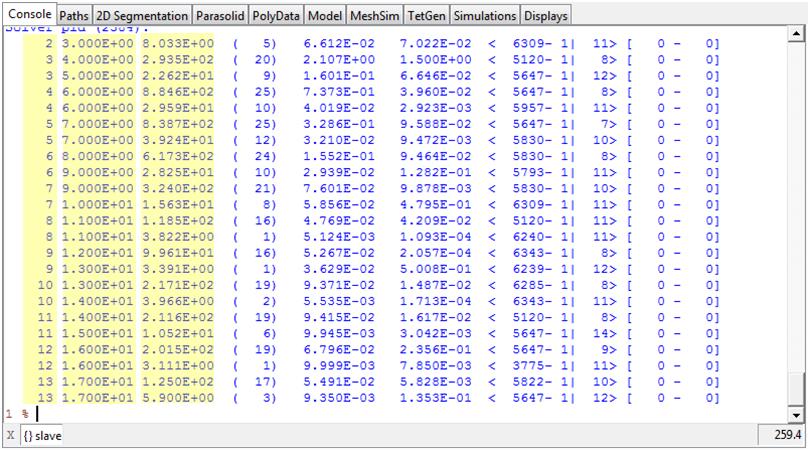 Console Paths 2D Segmentation Parasolid PolyData Model MeshSim TetGen Simulations Displays
Solver pid (2564):
2 3.000E+00 8.033E+00 ( 5) 6.612E-02 7.022E-02 < 6309- 1| 11> [ 0 - 0]
3 4.000E+00 2.935E+02 ( 20) 2.107E+00 1.500E+00 < 5120- 1| 8> [ 0 - 0]
3 5.000E+00 2.262E+01 ( 9) 1.601E-01 6.646E-02 < 5647- 1| 12> [ 0 - 0]
4 6.000E+00 8.846E+02 ( 25) 7.373E-01 3.960E-02 < 5647- 1| 8> [ 0 - 0]
4 6.000E+00 2.959E+01 ( 10) 4.019E-02 2.923E-03 < 5957- 1| 11> [ 0 - 0]
5 7.000E+00 8.387E+02 ( 25) 3.286E-01 9.588E-02 < 5647- 1| 7> [ 0 - 0]
5 7.000E+00 3.924E+01 ( 12) 3.210E-02 9.472E-03 < 5830- 1| 10> [ 0 - 0]
6 8.000E+00 6.173E+02 ( 24) 1.552E-01 9.464E-02 < 5830- 1| 8> [ 0 - 0]
6 9.000E+00 2.825E+01 ( 10) 2.939E-02 1.282E-01 < 5793- 1| 11> [ 0 - 0]
7 9.000E+00 3.240E+02 ( 21) 7.601E-02 9.878E-03 < 5830- 1| 10> [ 0 - 0]
7 1.000E+01 1.563E+01 ( 8) 5.856E-02 4.795E-01 < 6309- 1| 11> [ 0 - 0]
8 1.100E+01 1.185E+02 ( 16) 4.769E-02 4.209E-02 < 5120- 1| 11> [ 0 - 0]
8 1.100E+01 3.822E+00 ( 1) 5.124E-03 1.093E-04 < 6240- 1| 11> [ 0 - 0]
9 1.200E+01 9.961E+01 ( 16) 5.267E-02 2.057E-04 < 6343- 1| 8> [ 0 - 0]
9 1.300E+01 3.391E+00 ( 1) 3.629E-02 5.008E-01 < 6239- 1| 12> [ 0 - 0]
10 1.300E+01 2.171E+02 ( 19) 9.371E-02 1.487E-02 < 6285- 1| 8> [ 0 - 0]
10 1.400E+01 3.966E+00 ( 2) 5.535E-03 1.713E-04 < 6343- 1| 11> [ 0 - 0]
11 1.400E+01 2.116E+02 ( 19) 9.415E-02 1.617E-02 < 5120- 1| 8> [ 0 - 0]
11 1.500E+01 1.052E+01 ( 6) 9.945E-03 3.042E-03 < 5647- 1| 14> [ 0 - 0]
12 1.600E+01 2.015E+02 ( 19) 6.796E-02 2.356E-01 < 5647- 1| 9> [ 0 - 0]
12 1.600E+01 3.111E+00 ( 1) 9.999E-03 7.850E-03 < 3775- 1| 11> [ 0 - 0]
13 1.700E+01 1.250E+02 ( 17) 5.491E-02 5.828E-03 < 5822- 1| 10> [ 0 - 0]
13 1.700E+01 5.900E+00 ( 3) 9.350E-03 1.353E-01 < 5647- 1| 12> [ 0 - 0]
1 %
X {} slave 259.4